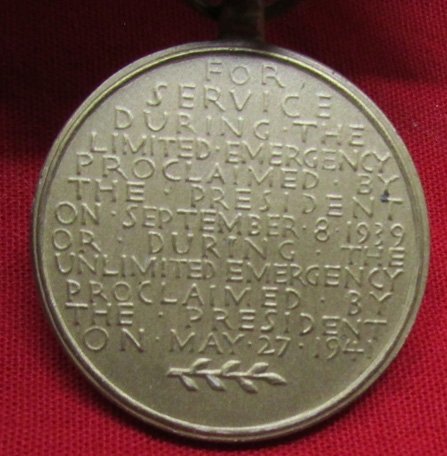 FOR
SERVICE
DURING · THE
LIMITED · EMERGENCY
PROCLAIMED · BY
THE · PRESIDENT
ON · SEPTEMBER · 8 · 1939
OR · DURING · THE
UNLIMITED EMERGENCY
PROCLAIMED · BY
THE · PRESIDENT
ON · MAY · 27 · 1941